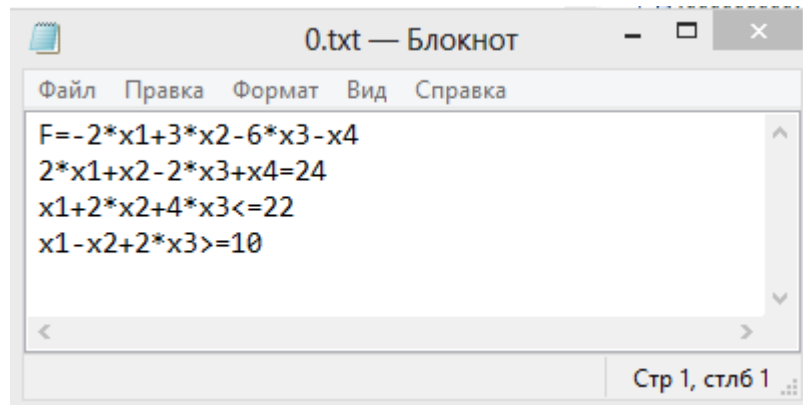 0.txt — Блокнот
Файл Правка Формат Вид Справка
F=-2*x1+3*x2-6*x3-x4
2*x1+x2-2*x3+x4=24
x1+2*x2+4*x3<=22
x1-x2+2*x3>=10
Стр 1, стлб 1